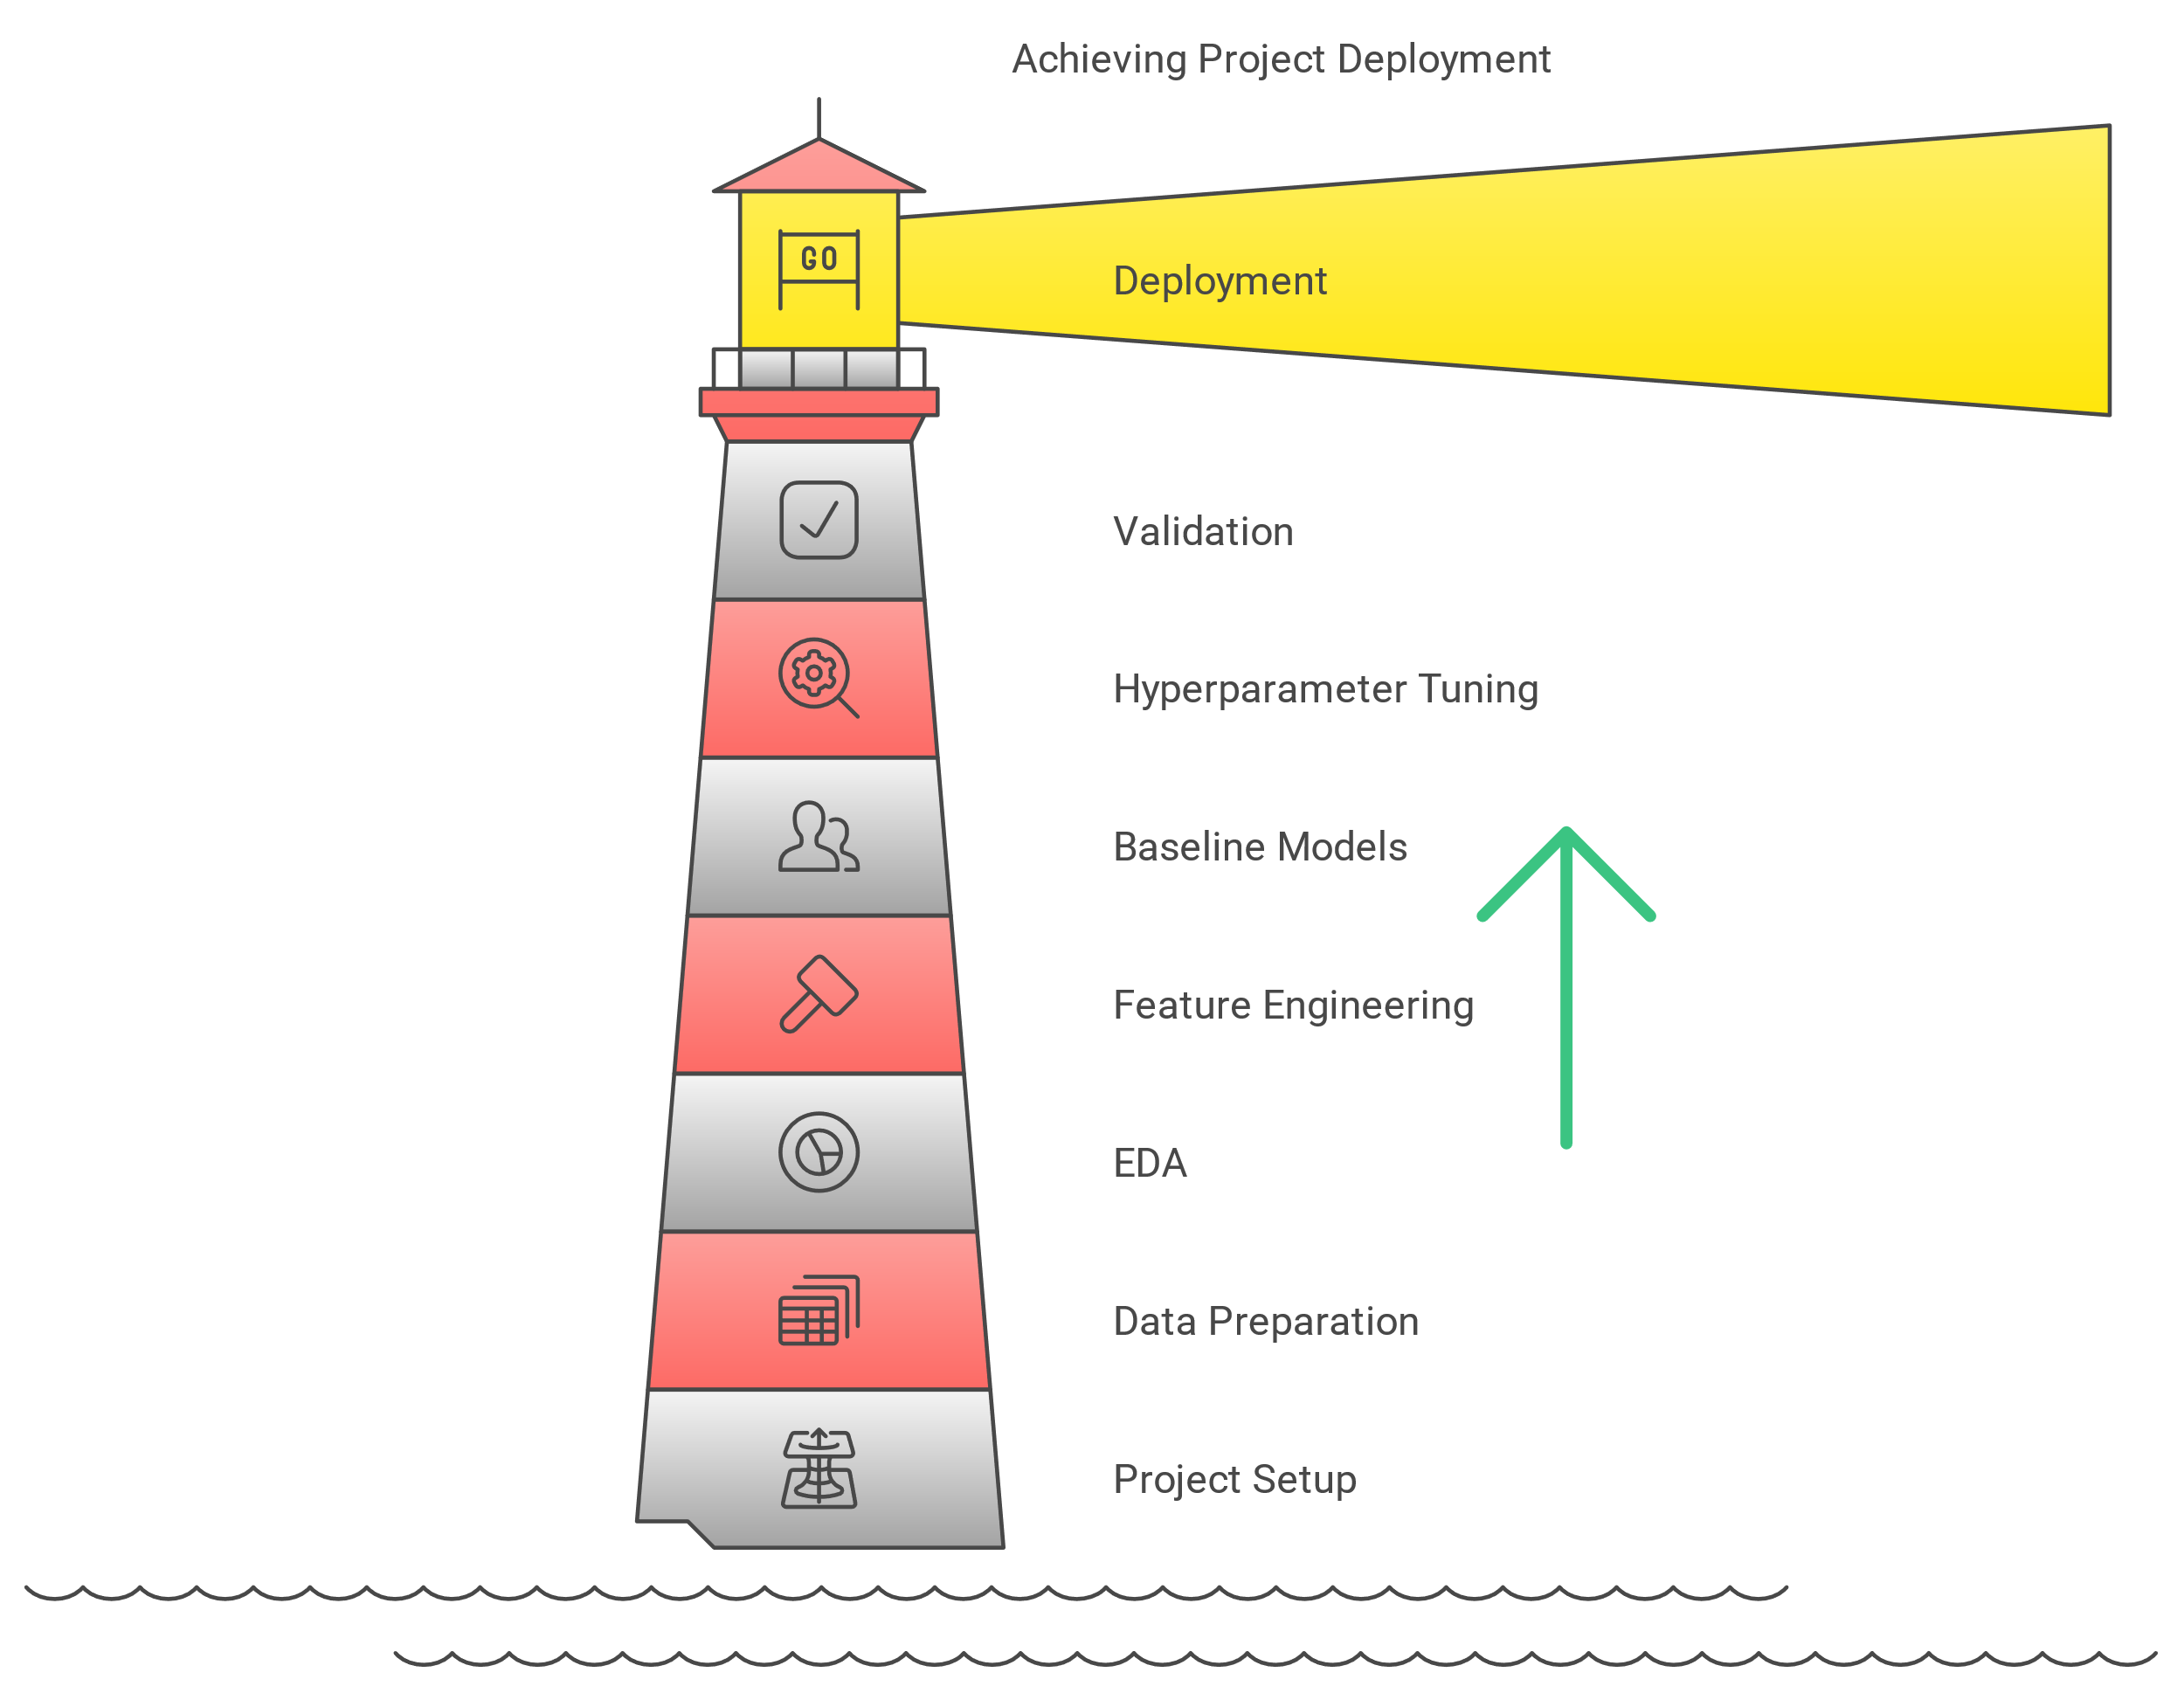 Achieving Project Deployment
GO
Deployment
Validation
Hyperparameter Tuning
Baseline Models
Feature Engineering
EDA
Data Preparation
Project Setup